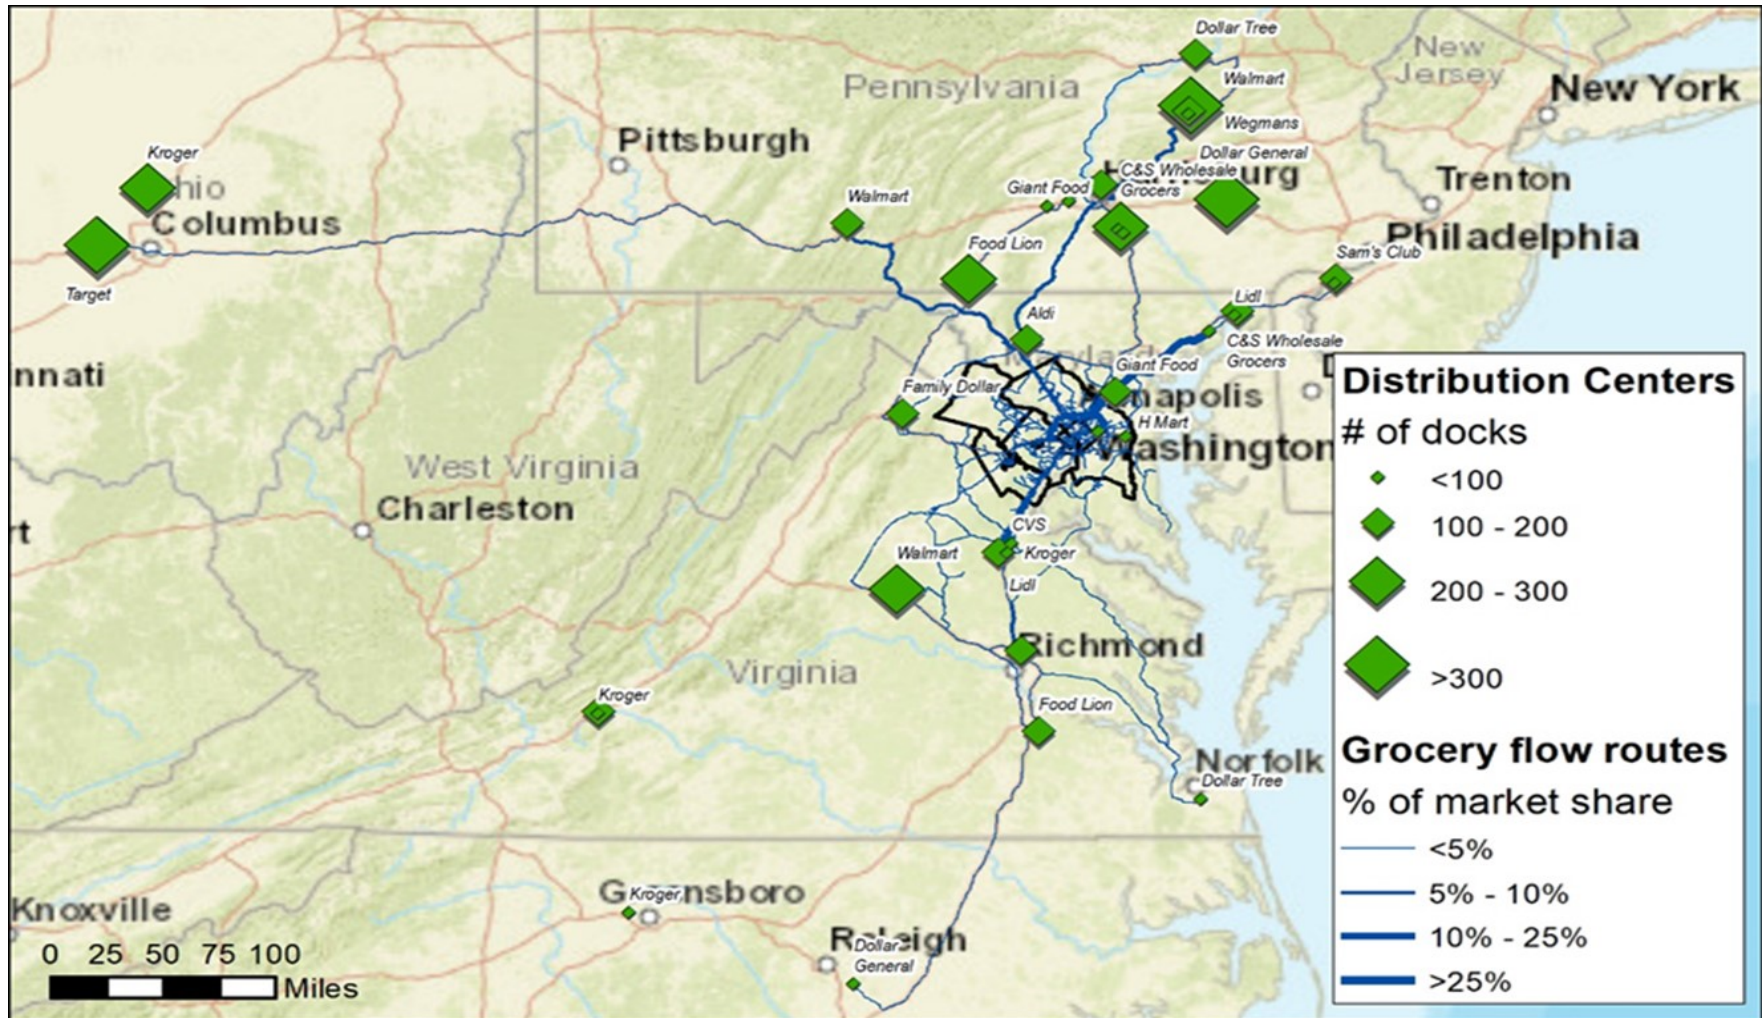 Dollar Tree
New
Jersey
Pennsylvania
Walmart
New York
Pittsburgh
Wegmans
Kroger
Dollar General
C&S Wholesale
Grocers
hio
Giant Food
Trenton
Columbus
Walmart
Philadelphia
Food Lion
Sam's Club
Target
Lidl
Aldi
C&S Wholesale
Grocers
Giant Food
nnati
Family Dollar
napolis
H Mart
Washington
West Virginia
Charleston
rt
CVS
Walmart
Kroger
Lidl
Richmond
Virginia
Kroger
Food Lion
Norfolk
Dollar Tree
Knoxville
Kroger
Dollar
General
0 25 50 75 100
Miles
Distribution Centers
# of docks
<100
100 - 200
200 - 300
>300
Grocery flow routes
% of market share
<5%
5% - 10%
10% - 25%
>25%